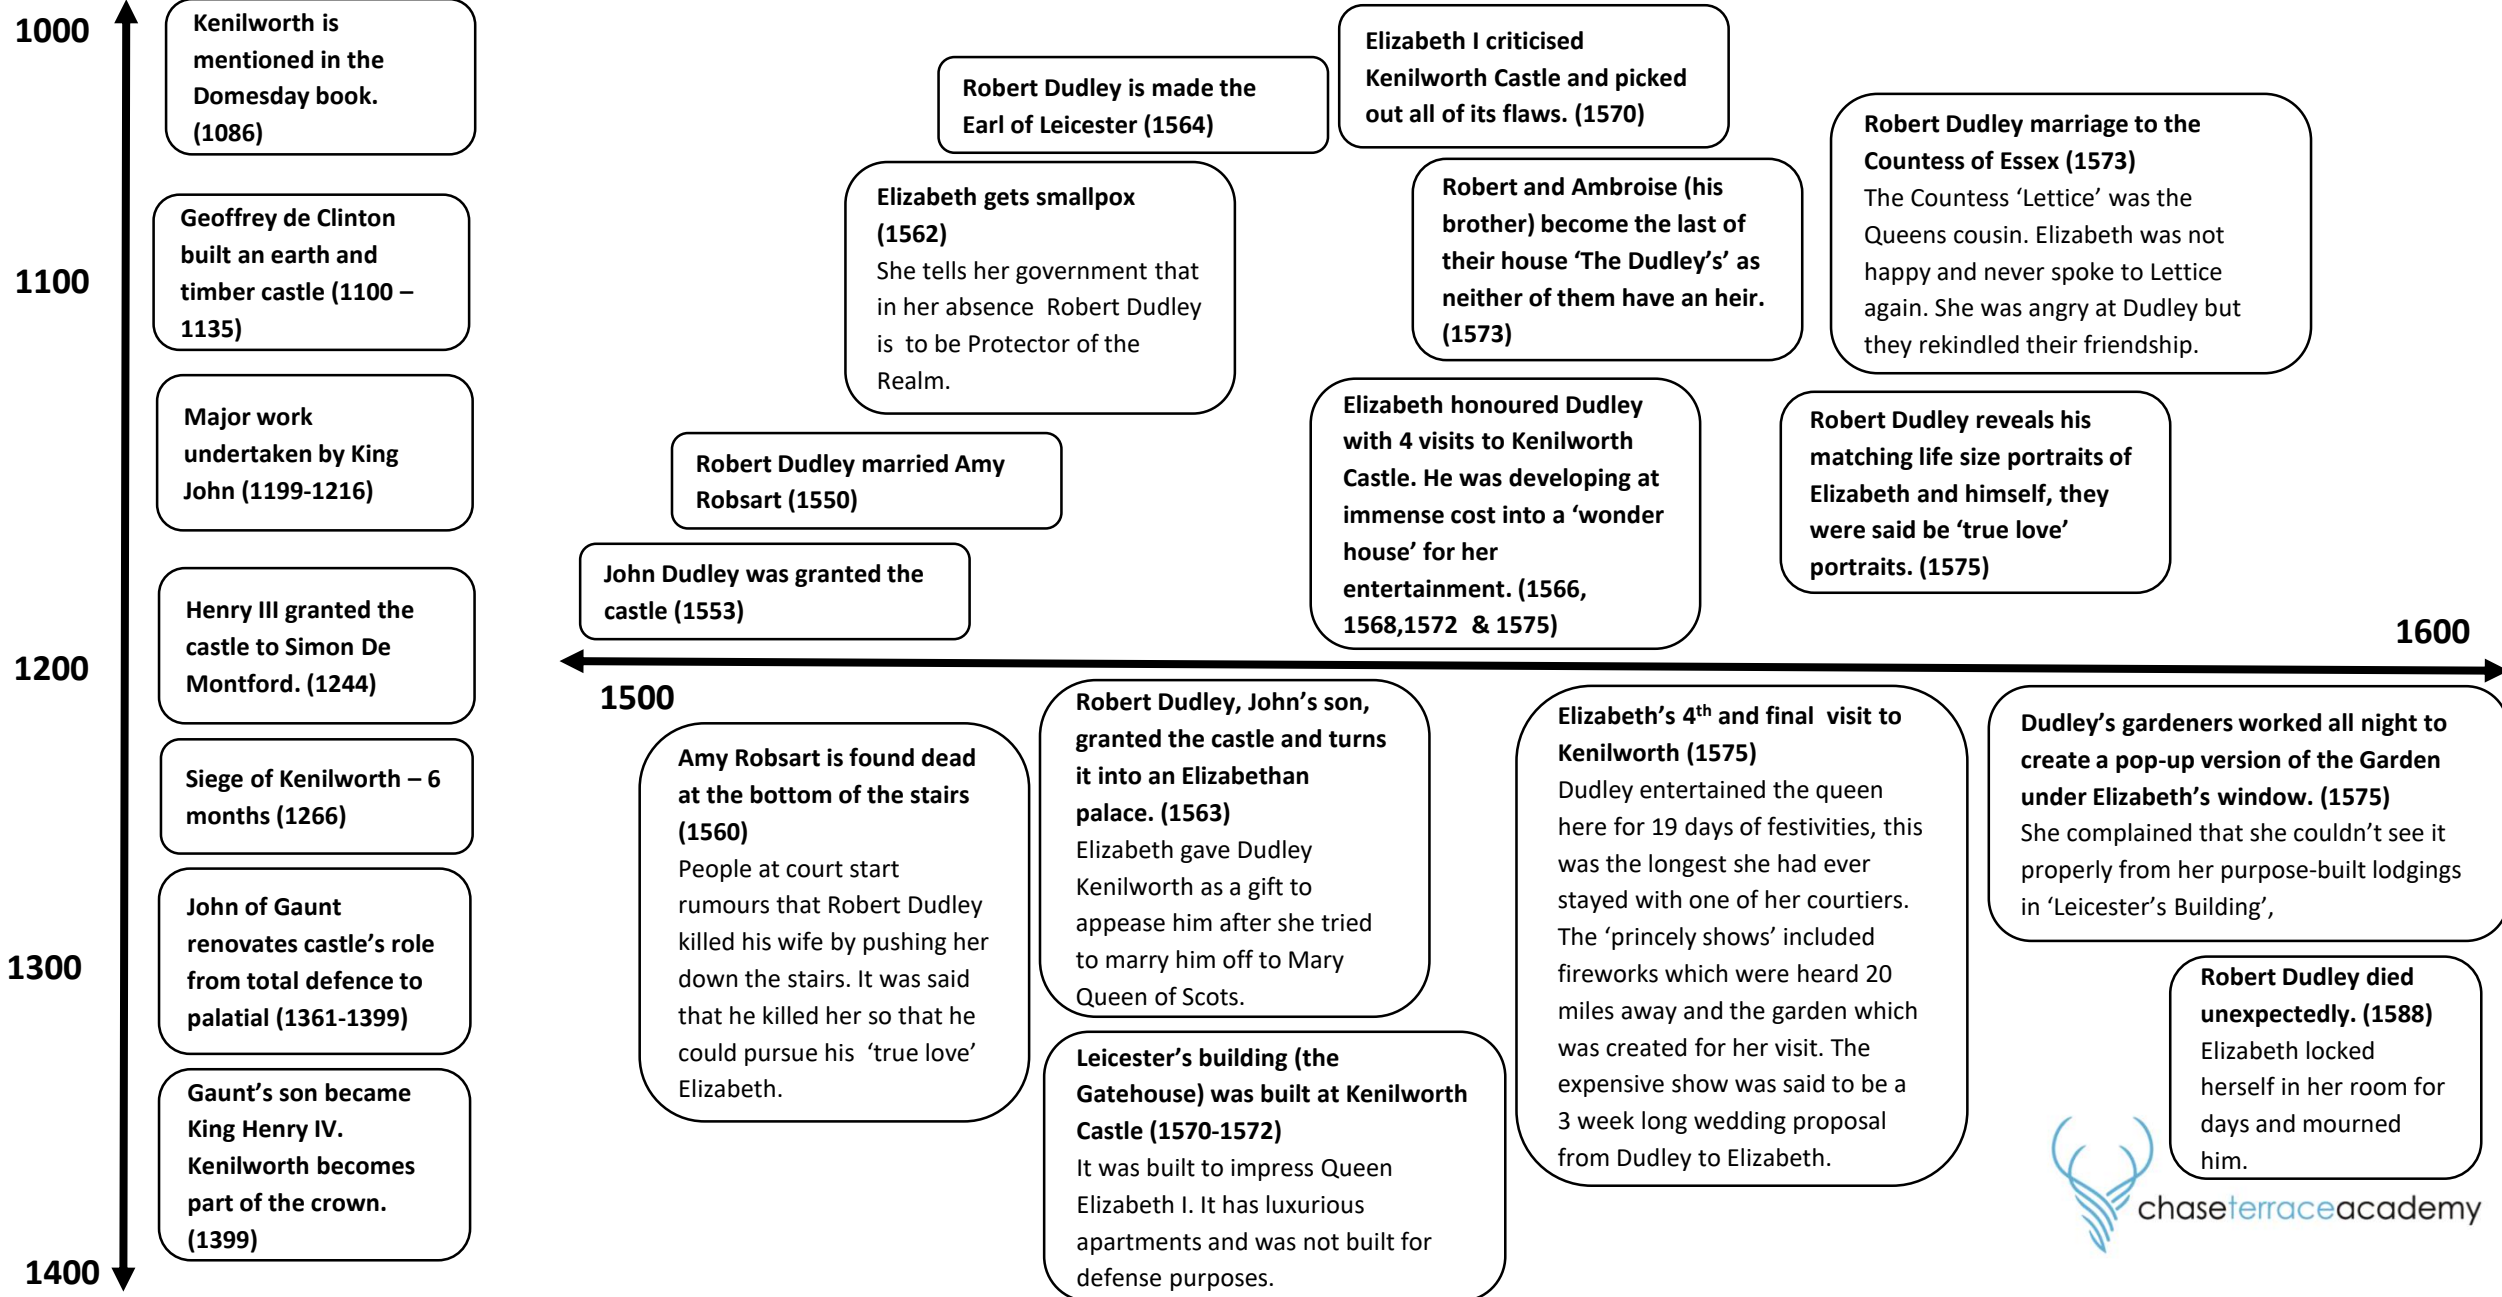 1000
Kenilworth is
mentioned in the
Domesday book.
(1086)
Geoffrey de Clinton
built an earth and
timber castle (1100 –
1135)
1100
Major work
undertaken by King
John (1199-1216)
Henry III granted the
castle to Simon De
Montford. (1244)
1200
Siege of Kenilworth – 6
months (1266)
John of Gaunt
renovates castle’s role
from total defence to
palatial (1361-1399)
1300
Gaunt’s son became
King Henry IV.
Kenilworth becomes
part of the crown.
(1399)
1400
John Dudley was granted the
castle (1553)
Robert Dudley married Amy
Robsart (1550)
Elizabeth gets smallpox
(1562)
She tells her government that
in her absence  Robert Dudley
is  to be Protector of the
Realm.
Robert Dudley is made the
Earl of Leicester (1564)
Elizabeth I criticised
Kenilworth Castle and picked
out all of its flaws. (1570)
Robert and Ambroise (his
brother) become the last of
their house ‘The Dudley’s’ as
neither of them have an heir.
(1573)
Elizabeth honoured Dudley
with 4 visits to Kenilworth
Castle. He was developing at
immense cost into a ‘wonder
house’ for her
entertainment. (1566,
1568,1572  & 1575)
Robert Dudley marriage to the
Countess of Essex (1573)
The Countess ‘Lettice’ was the
Queens cousin. Elizabeth was not
happy and never spoke to Lettice
again. She was angry at Dudley but
they rekindled their friendship.
Robert Dudley reveals his
matching life size portraits of
Elizabeth and himself, they
were said be ‘true love’
portraits. (1575)
1600
1500
Amy Robsart is found dead
at the bottom of the stairs
(1560)
People at court start
rumours that Robert Dudley
killed his wife by pushing her
down the stairs. It was said
that he killed her so that he
could pursue his  ‘true love’
Elizabeth.
Robert Dudley, John’s son,
granted the castle and turns
it into an Elizabethan
palace. (1563)
Elizabeth gave Dudley
Kenilworth as a gift to
appease him after she tried
to marry him off to Mary
Queen of Scots.
Leicester’s building (the
Gatehouse) was built at Kenilworth
Castle (1570-1572)
It was built to impress Queen
Elizabeth I. It has luxurious
apartments and was not built for
defense purposes.
Elizabeth’s 4th and final  visit to
Kenilworth (1575)
Dudley entertained the queen
here for 19 days of festivities, this
was the longest she had ever
stayed with one of her courtiers.
The ‘princely shows’ included
fireworks which were heard 20
miles away and the garden which
was created for her visit. The
expensive show was said to be a
3 week long wedding proposal
from Dudley to Elizabeth.
Dudley’s gardeners worked all night to
create a pop-up version of the Garden
under Elizabeth’s window. (1575)
She complained that she couldn’t see it
properly from her purpose-built lodgings
in ‘Leicester’s Building’,
Robert Dudley died
unexpectedly. (1588)
Elizabeth locked
herself in her room for
days and mourned
him.
chaseterraceacademy